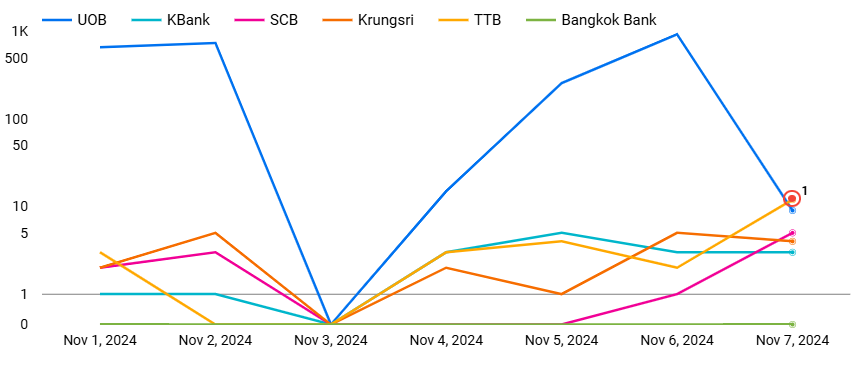 UOB KBank SCB Krungsri TTB Bangkok Bank
1K
500
100
50
10
5
1
0
1
Nov 1, 2024 Nov 2, 2024 Nov 3, 2024 Nov 4, 2024 Nov 5, 2024 Nov 6, 2024 Nov 7, 2024